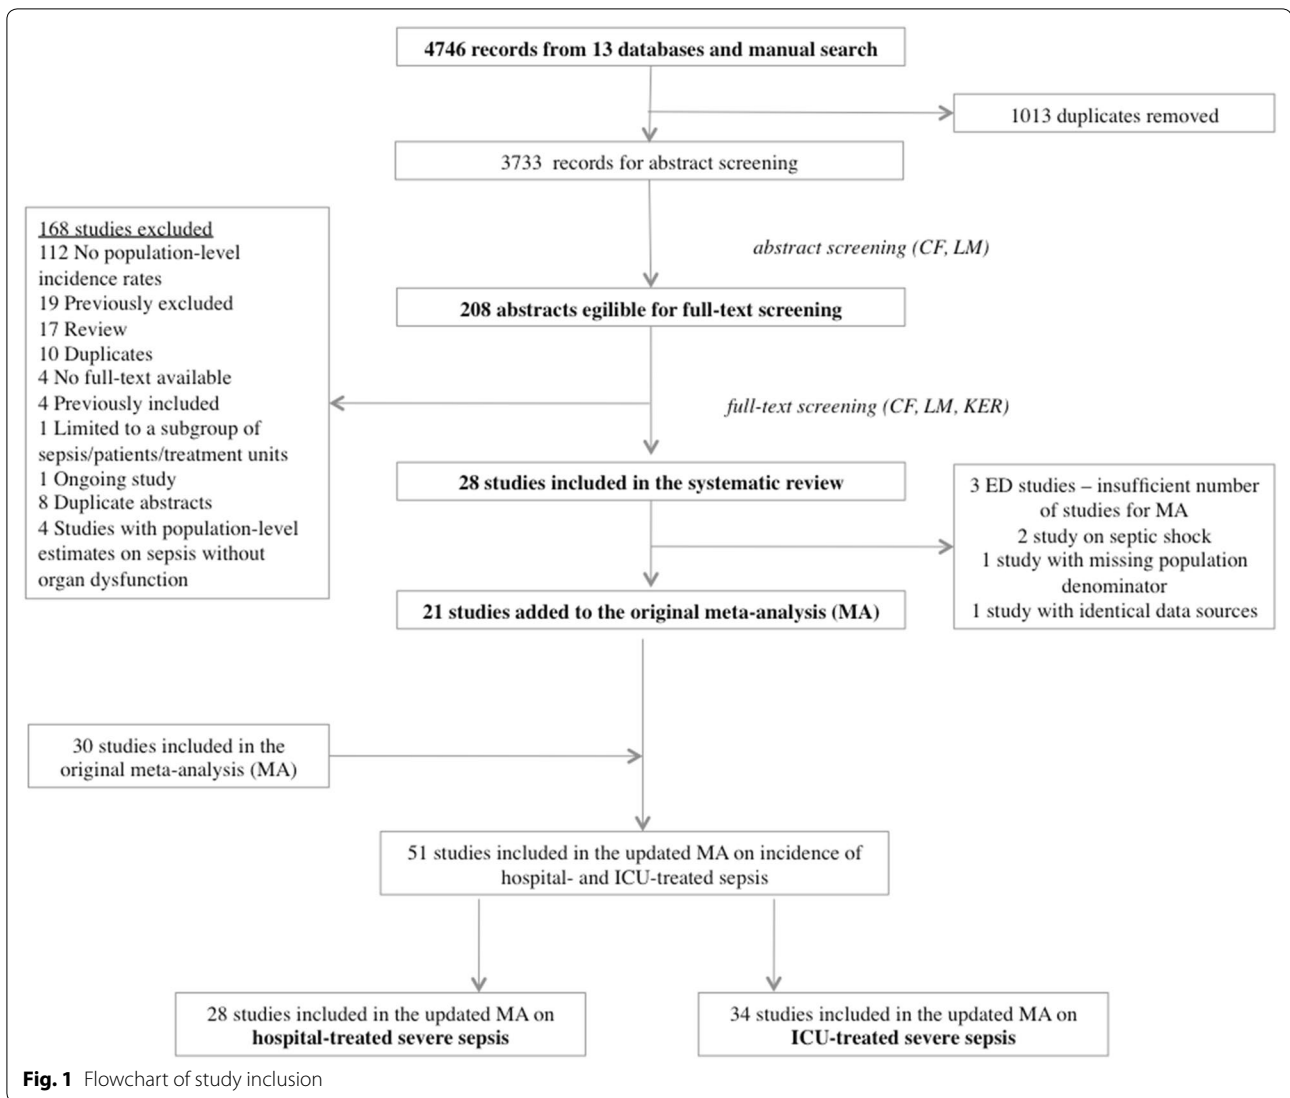 4746 records from 13 databases and manual search
1013 duplicates removed
3733 records for abstract screening
168 studies excluded
112 No population-level
incidence rates
19 Previously excluded
17 Review
10 Duplicates
4 No full-text available
4 Previously included
1 Limited to a subgroup of
sepsis/patients/treatment units
1 Ongoing study
8 Duplicate abstracts
4 Studies with population-level
estimates on sepsis without
organ dysfunction
abstract screening (CF, LM)
208 abstracts egilible for full-text screening
full-text screening (CF, LM, KER)
28 studies included in the systematic review
3 ED studies – insufficient number
of studies for MA
2 study on septic shock
1 study with missing population
denominator
1 study with identical data sources
21 studies added to the original meta-analysis (MA)
30 studies included in the
original meta-analysis (MA)
51 studies included in the updated MA on incidence of
hospital- and ICU-treated sepsis
28 studies included in the updated MA on
hospital-treated severe sepsis
34 studies included in the updated MA on
ICU-treated severe sepsis
Fig. 1 Flowchart of study inclusion